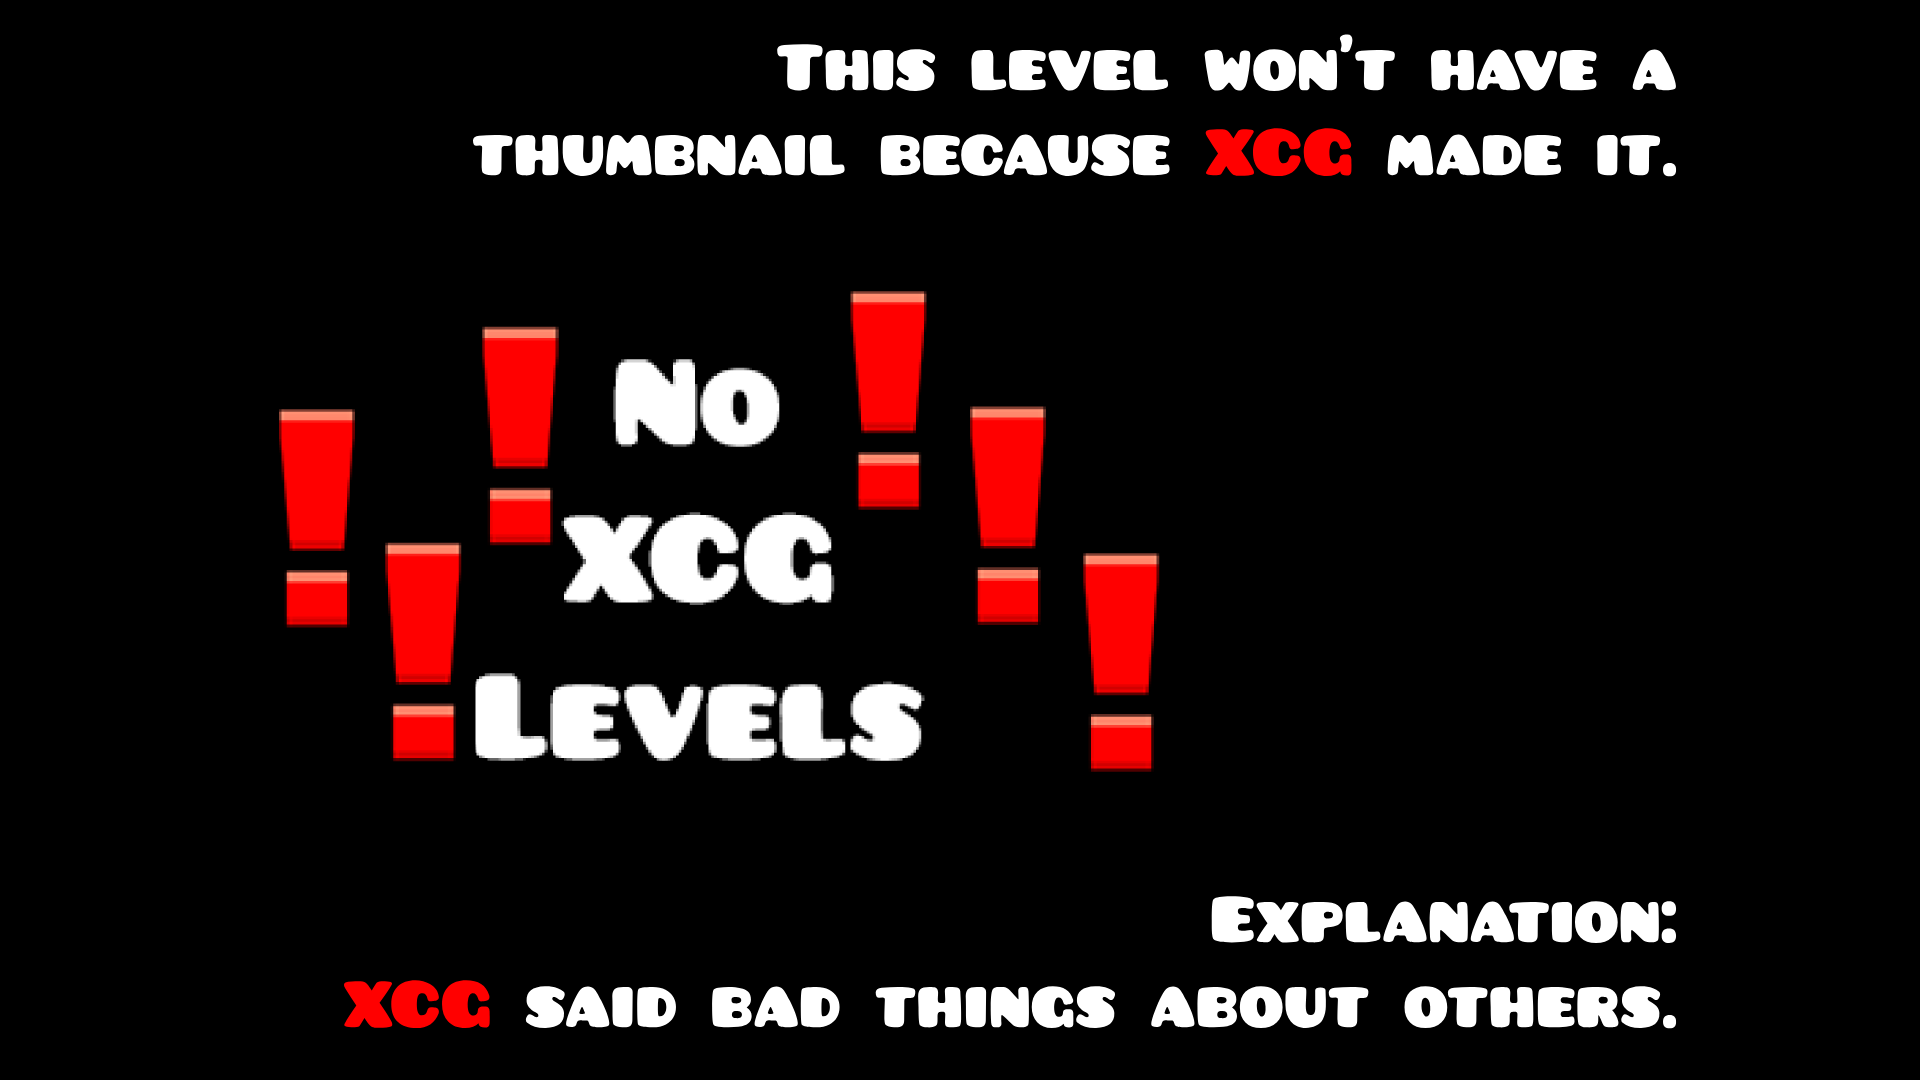 This level won't have a
thumbnail because XCG made it.
! ! ! ! ! !
No
XCG
Levels
Explanation:
XCG said bad things about others.